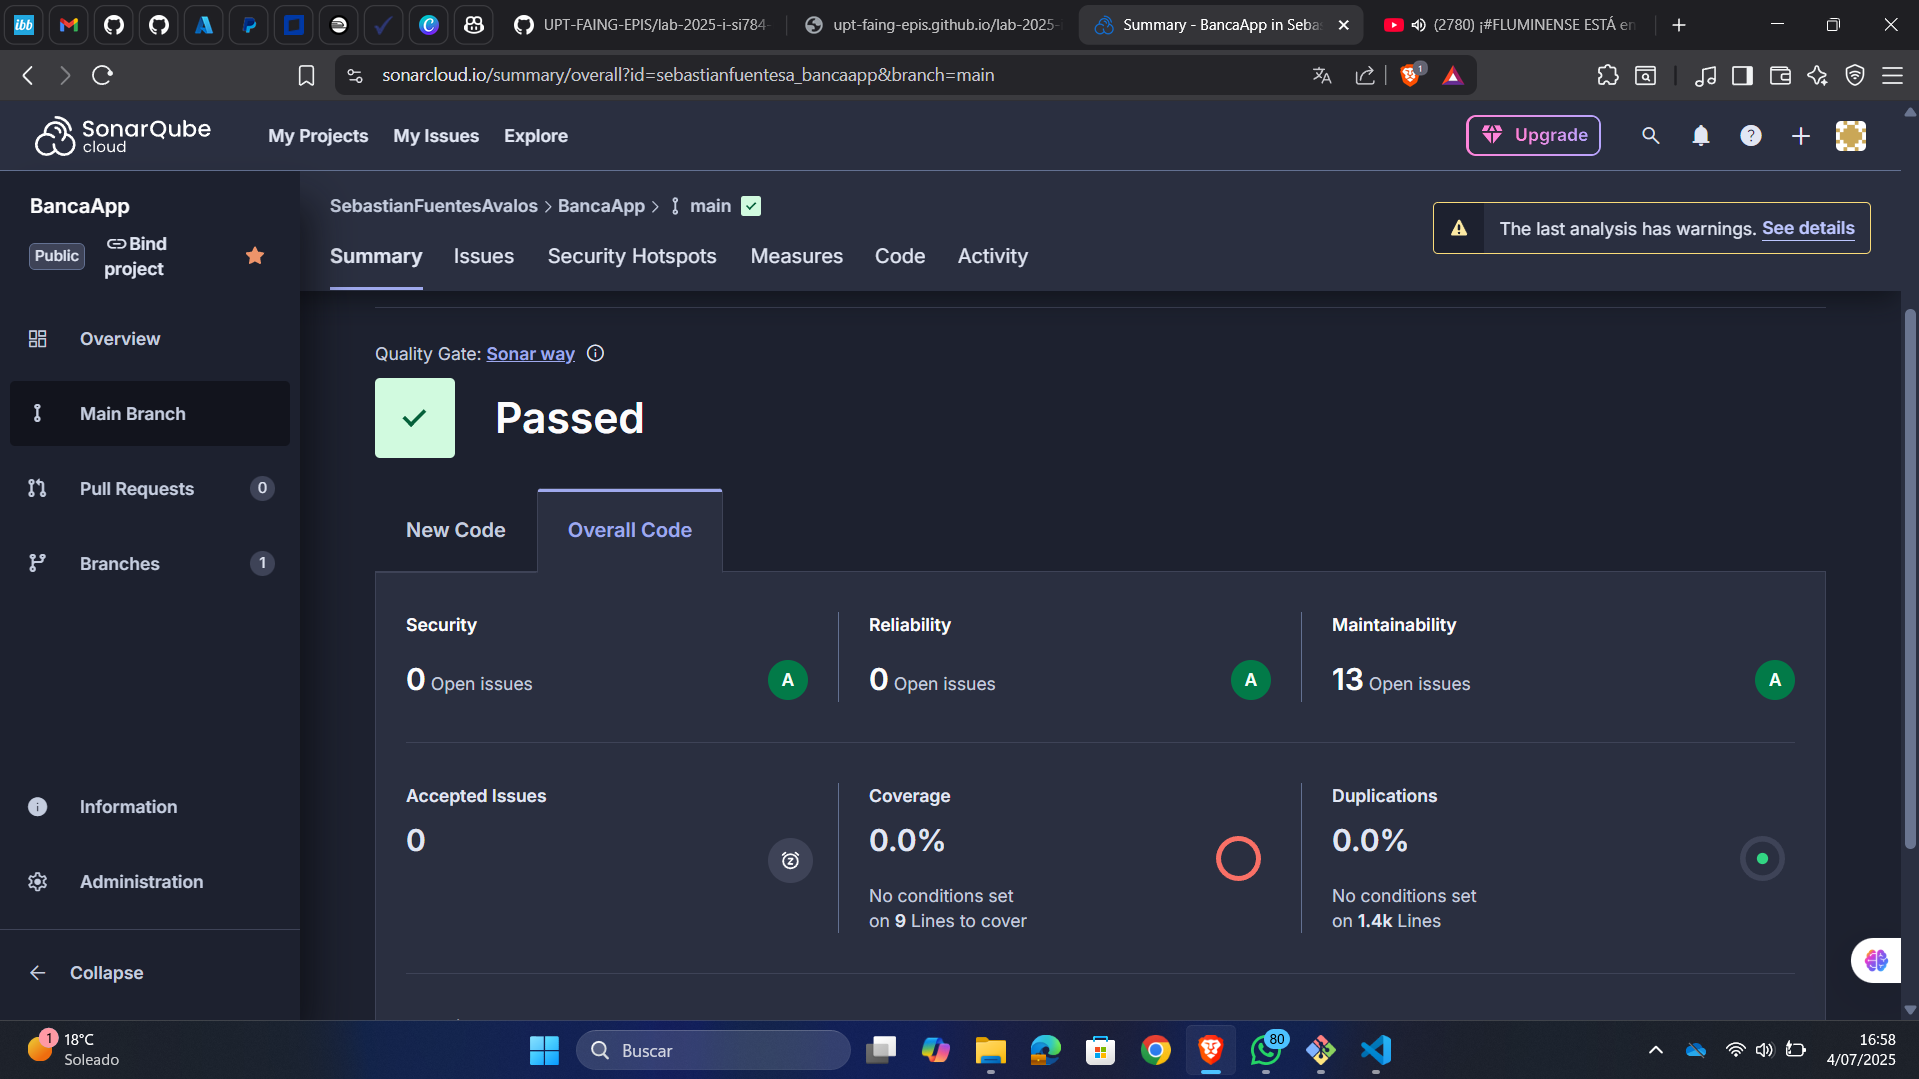 ibb
UPT-FAING-EPIS/lab-2025-i-si784-
upt-faing-epis.github.io/lab-2025-
Summary - BancaApp in Seba
(2780) ¡#FLUMINENSE ESTÁ en
sonarcloud.io/summary/overall?id=sebastianfuentesa_bancaapp&branch=main
1
SonarQube
cloud
My Projects
My Issues
Explore
Upgrade
BancaApp
Public
Bind
project
SebastianFuentesAvalos > BancaApp > main
The last analysis has warnings. See details
Summary
Issues
Security Hotspots
Measures
Code
Activity
Overview
Main Branch
Pull Requests
0
Branches
1
Information
Administration
Collapse
Quality Gate: Sonar way
Passed
New Code
Overall Code
Security
0 Open issues
A
Reliability
0 Open issues
A
Maintainability
13 Open issues
A
Accepted Issues
0
Coverage
0.0%
No conditions set
on 9 Lines to cover
Duplications
0.0%
No conditions set
on 1.4k Lines
1
18°C
Soleado
Buscar
80
16:58
4/07/2025